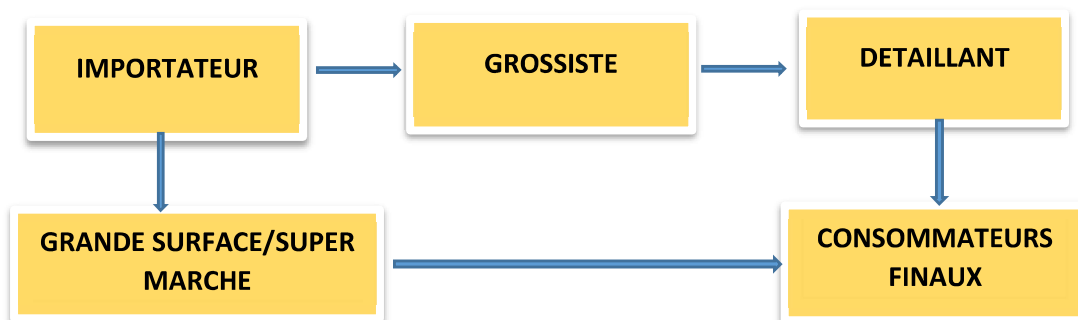 IMPORTATEUR
GROSSISTE
DETAILLANT
GRANDE SURFACE/SUPER
MARCHE
CONSOMMATEURS
FINAUX